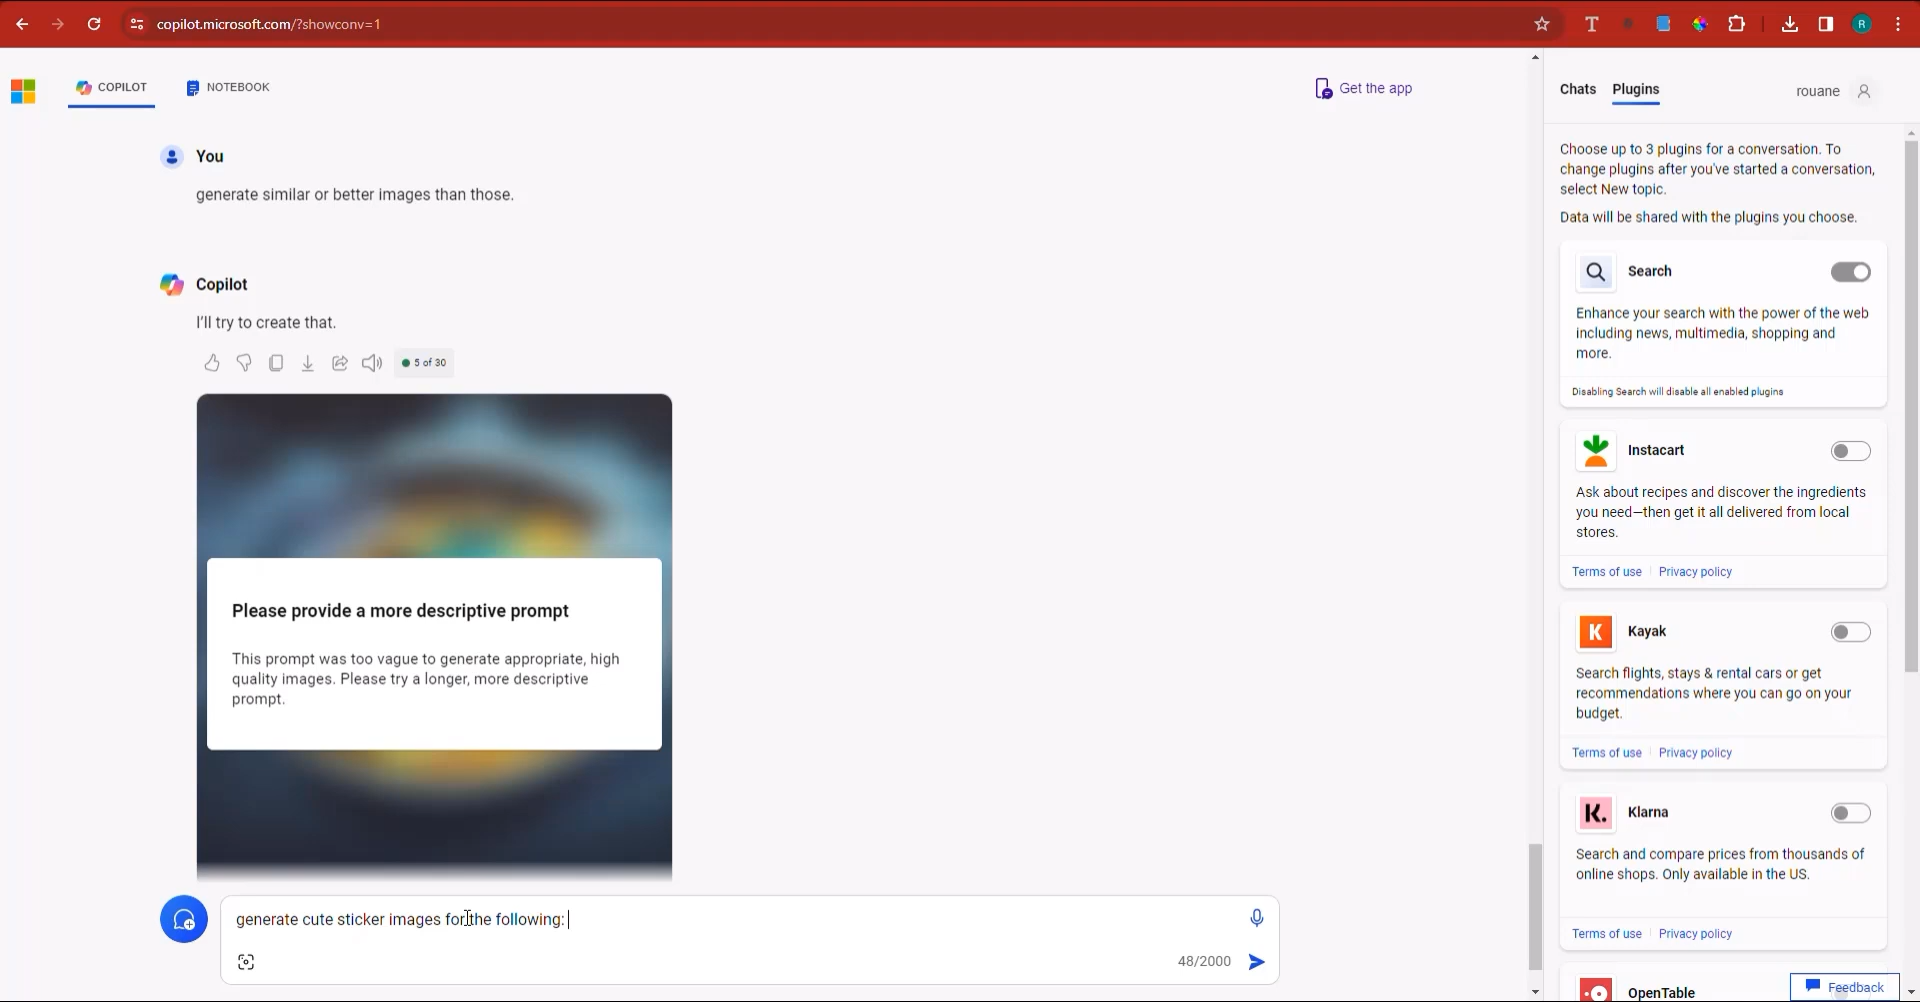 copilot.microsoft.com/?showconv=1
T
R
COPILOT
NOTEBOOK
Get the app
You
generate similar or better images than those.
Copilot
I'll try to create that.
5 of 30
Please provide a more descriptive prompt
This prompt was too vague to generate appropriate, high
quality images. Please try a longer, more descriptive
prompt.
generate cute sticker images for the following:
48/2000
Chats Plugins
rouane
Choose up to 3 plugins for a conversation. To
change plugins after you've started a conversation,
select New topic.
Data will be shared with the plugins you choose.
Search
Enhance your search with the power of the web
including news, multimedia, shopping and
more.
Disabling Search will disable all enabled plugins
Instacart
Ask about recipes and discover the ingredients
you need—then get it all delivered from local
stores.
Terms of use Privacy policy
K
Kayak
Search flights, stays & rental cars or get
recommendations where you can go on your
budget.
Terms of use Privacy policy
K.
Klarna
Search and compare prices from thousands of
online shops. Only available in the US.
Terms of use Privacy policy
OpenTable
Feedback